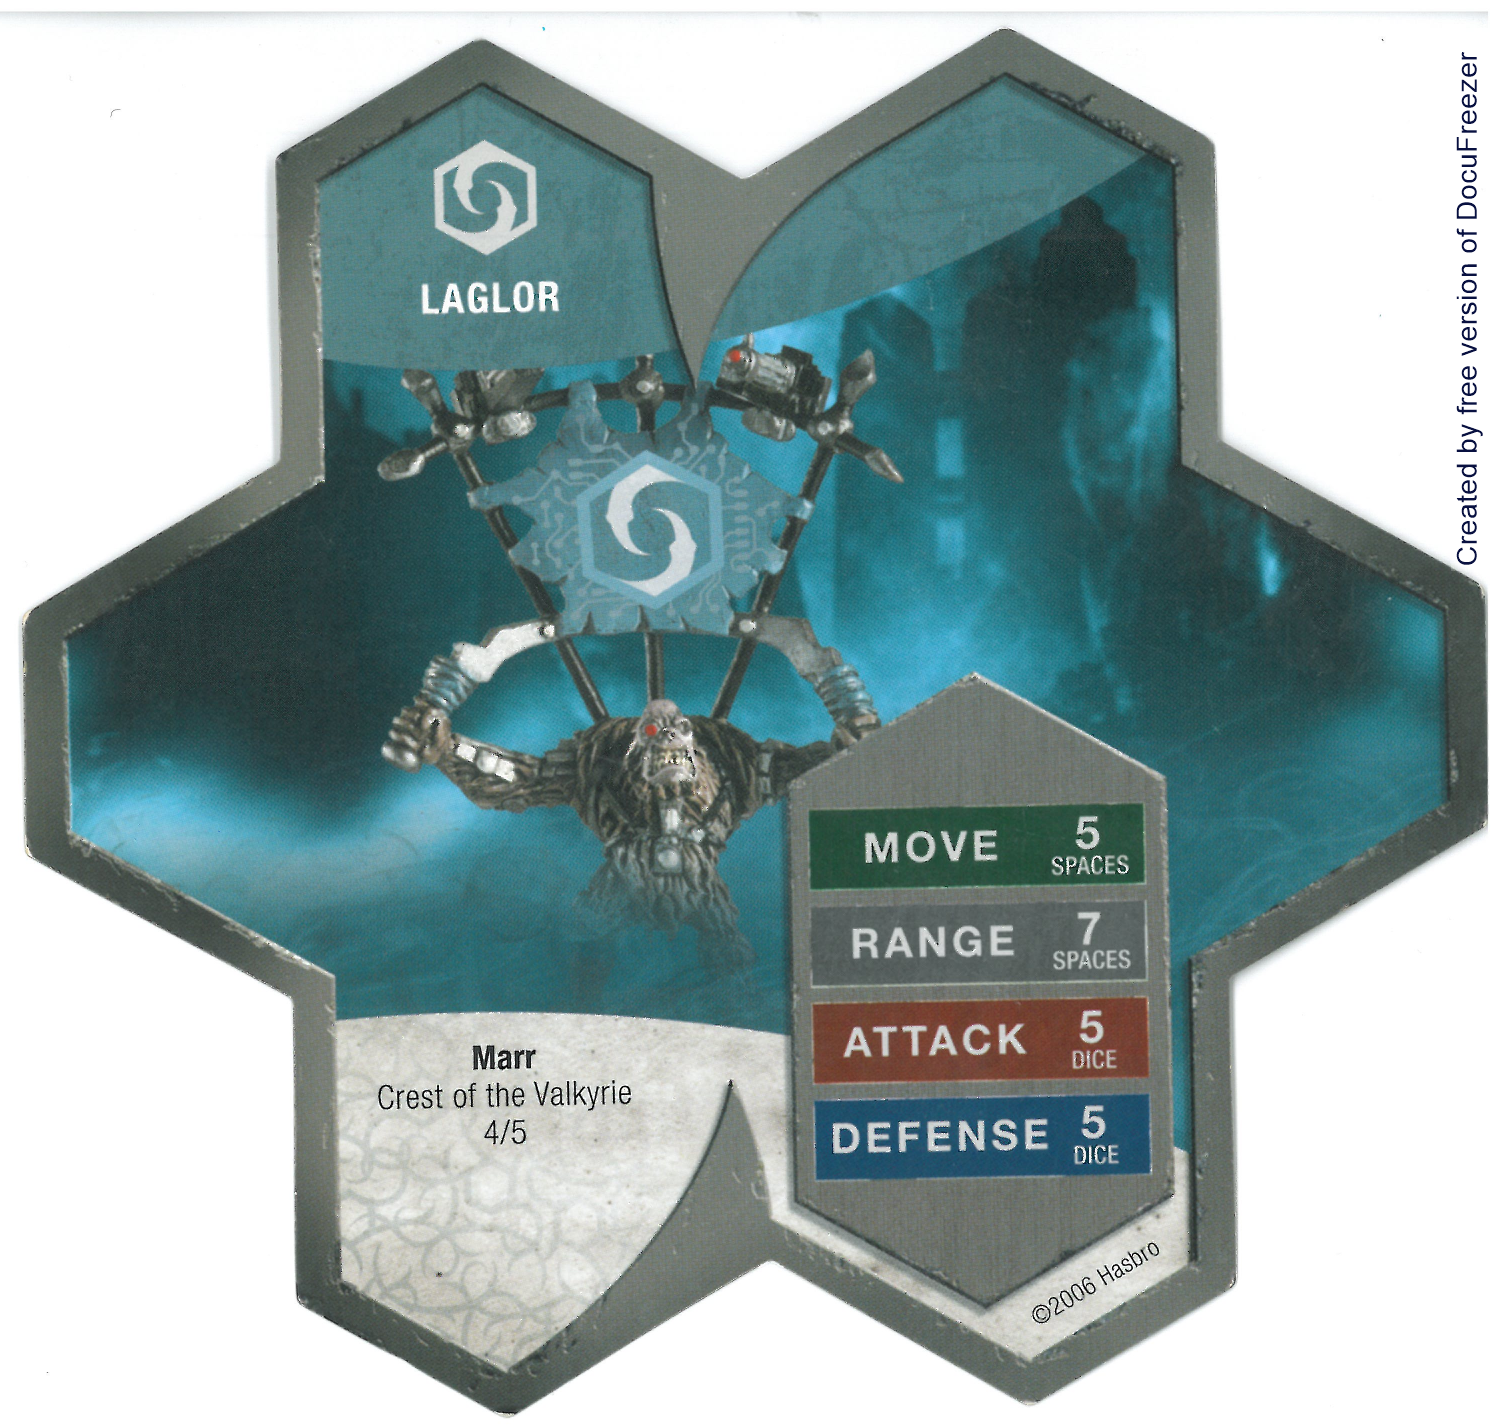 LAGLOR
MOVE 5 SPACES
RANGE 7 SPACES
ATTACK 5 DICE
DEFENSE 5 DICE
Marr
Crest of the Valkyrie
4/5
©2006 Hasbro
Created by free version of DocuFreezer